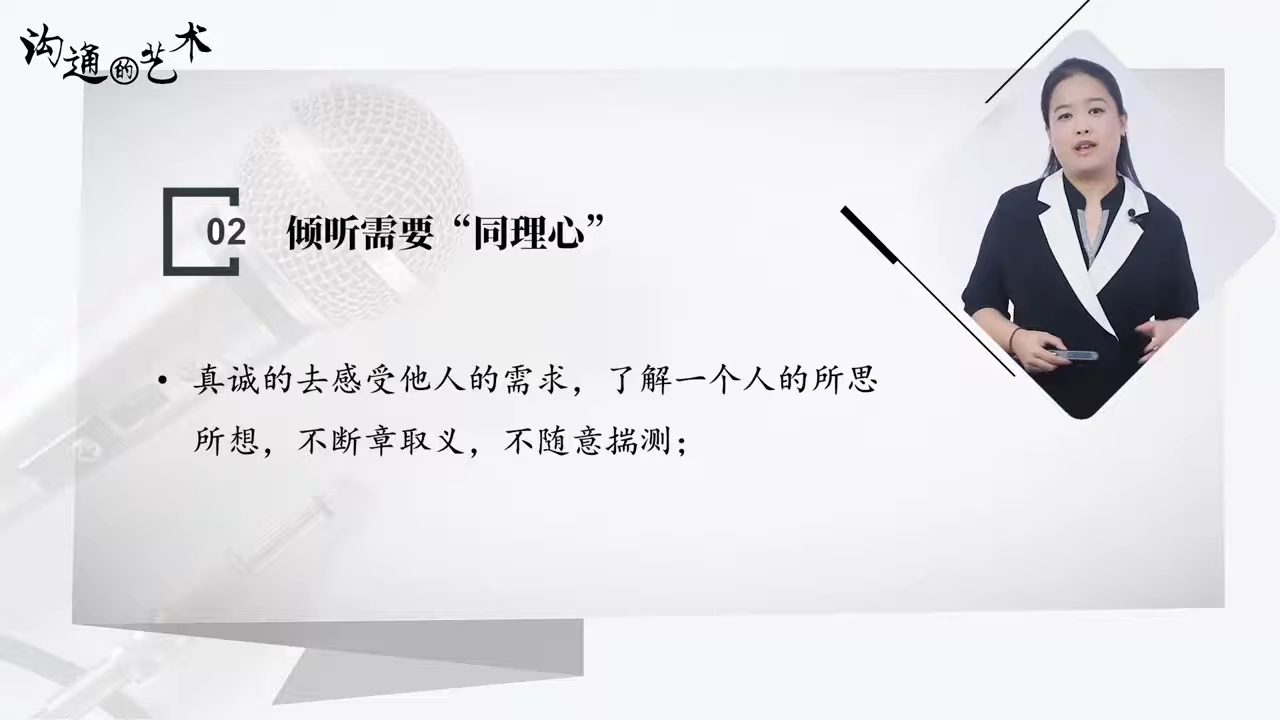 沟通的艺术
02 倾听需要“同理心”
• 真诚的去感受他人的需求，了解一个人的所思
所想，不断章取义，不随意揣测；